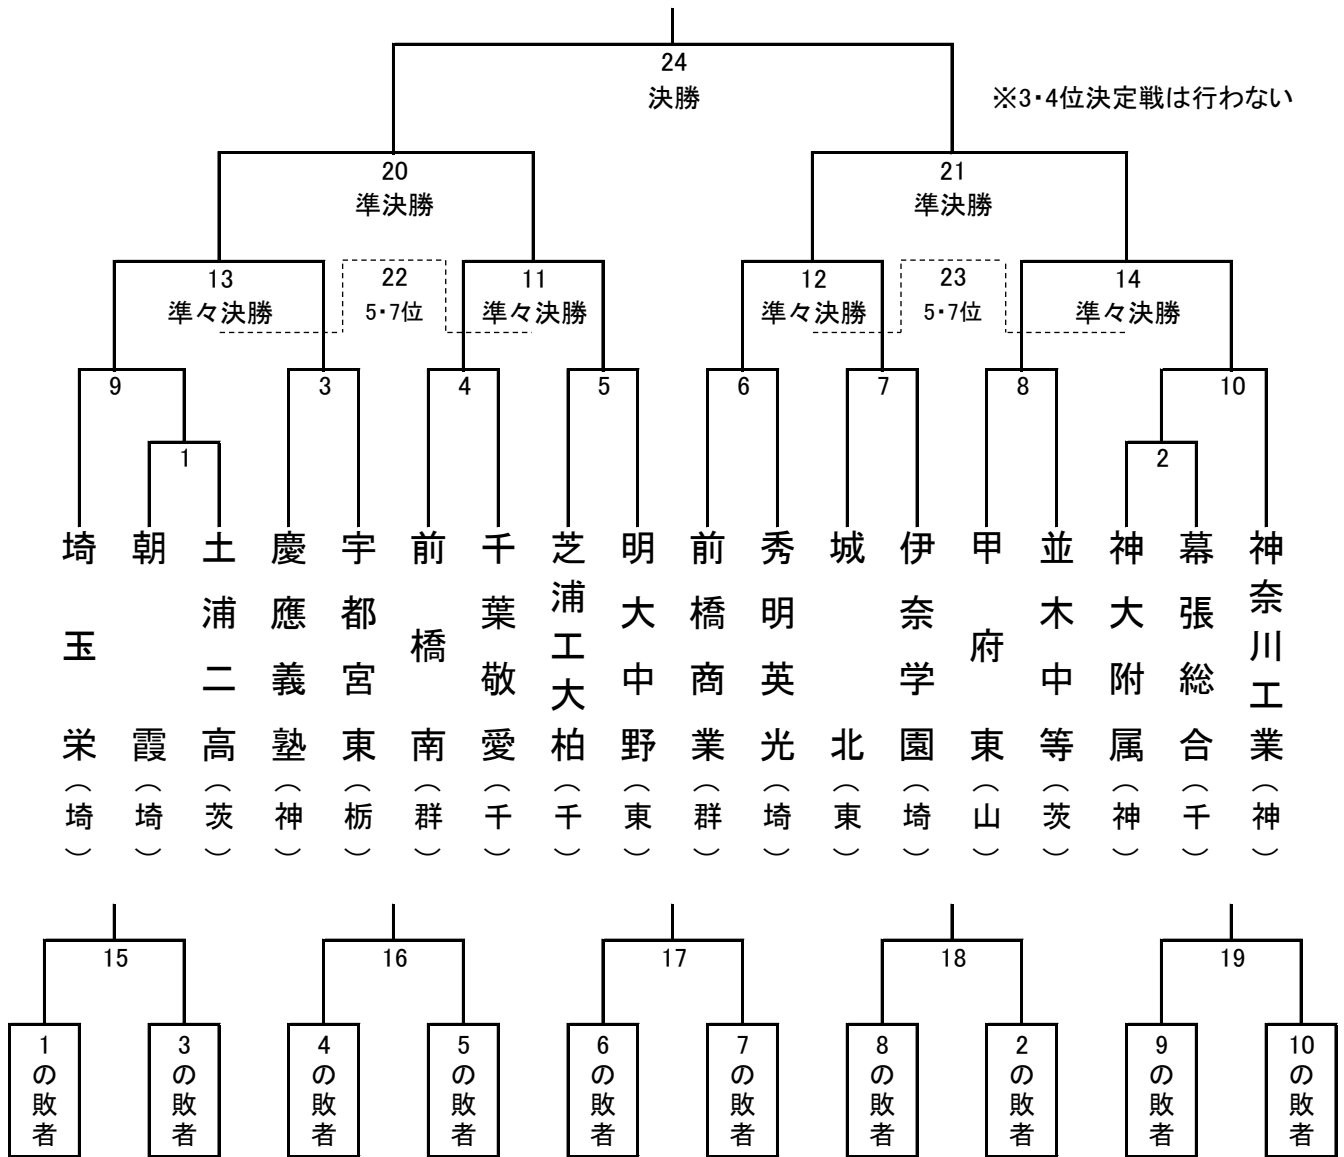 24
決勝
※3・4位決定戦は行わない
20
準決勝
21
準決勝
13
準々決勝
22
5・7位
11
準々決勝
12
準々決勝
23
5・7位
14
準々決勝
9
3
4
5
6
7
8
10
1
2
埼玉栄(埼)
朝霞(埼)
土浦二高(茨)
慶應義塾(神)
宇都宮東(栃)
前橋南(群)
千葉敬愛(千)
芝浦工大柏(千)
明大中野(東)
前橋商業(群)
秀明英光(埼)
城北(東)
伊奈学園(埼)
甲府東(山)
並木中等(茨)
神大附属(神)
幕張総合(千)
神奈川工業(神)
15
16
17
18
19
1の敗者
3の敗者
4の敗者
5の敗者
6の敗者
7の敗者
8の敗者
2の敗者
9の敗者
10の敗者